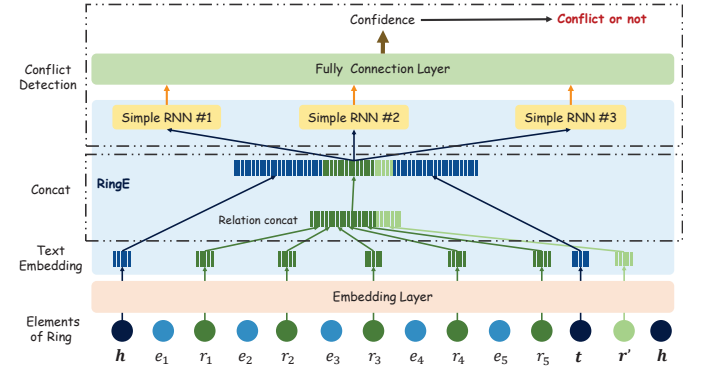 Confidence
Conflict or not
Conflict
Detection
Fully Connection Layer
Simple RNN #1
Simple RNN #2
Simple RNN #3
Concat
RingE
Relation concat
Text
Embedding
Embedding Layer
Elements
of Ring
h e₁ r₁ e₂ r₂ e₃ r₃ e₄ r₄ e₅ r₅ t r' h